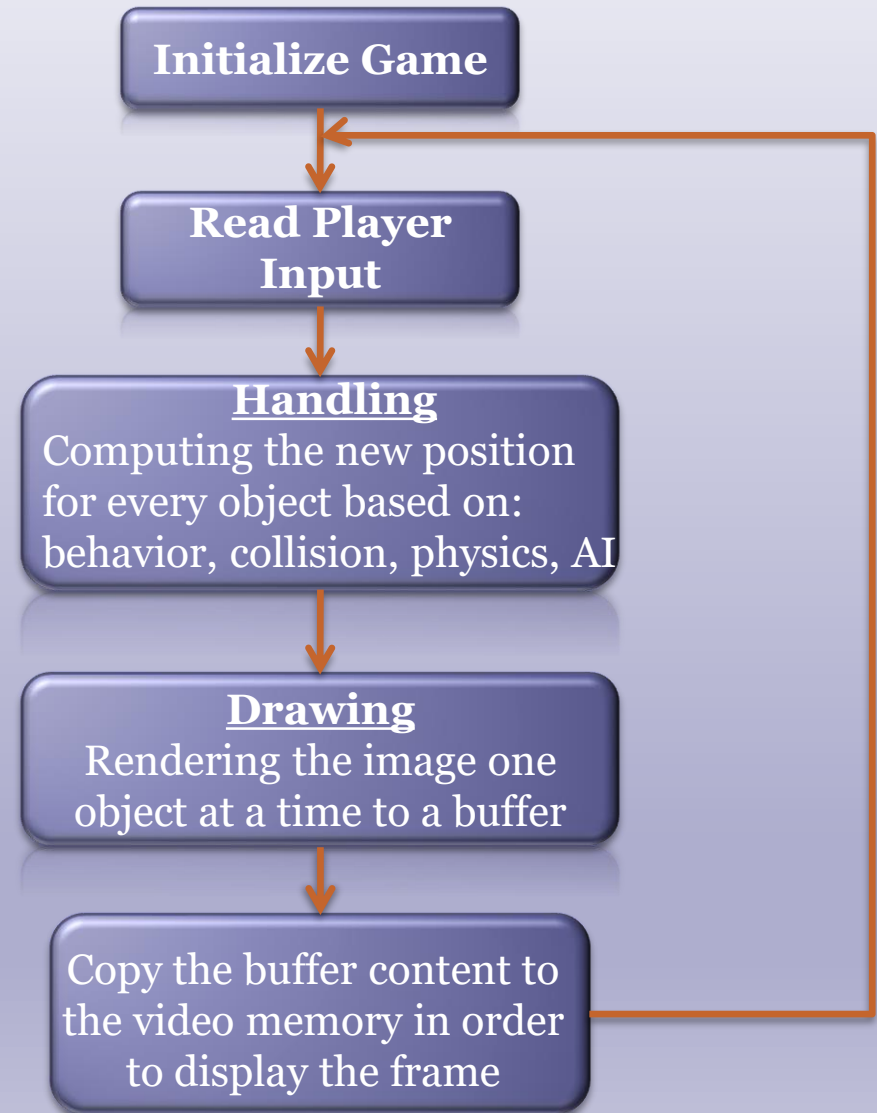 Initialize Game
Read Player
Input
Handling
Computing the new position
for every object based on:
behavior, collision, physics, AI
Drawing
Rendering the image one
object at a time to a buffer
Copy the buffer content to
the video memory in order
to display the frame